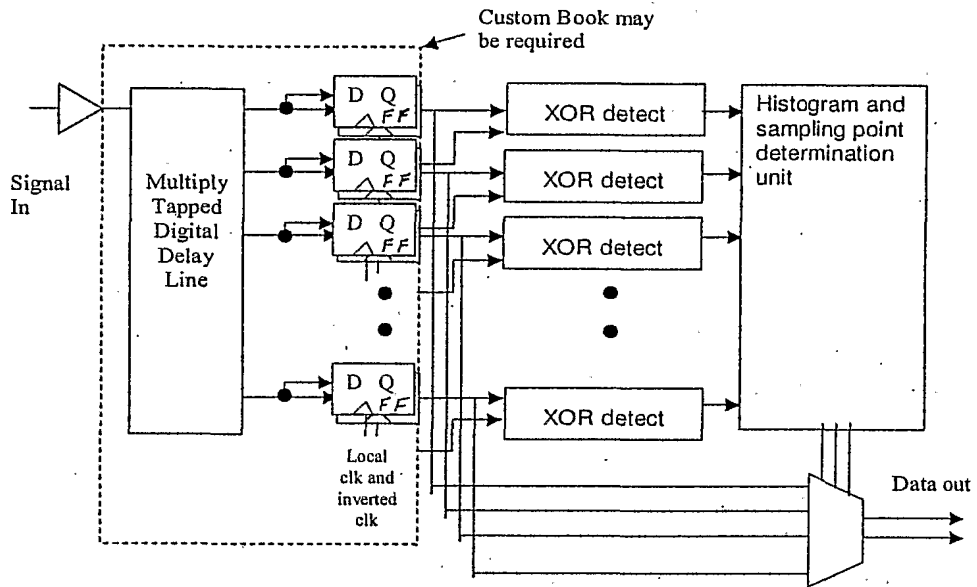 Custom Book may
be required
Signal
In
Multiply
Tapped
Digital
Delay
Line
D Q
FF
D Q
FF
D Q
FF
D Q
FF
Local
clk and
inverted
clk
XOR detect
XOR detect
XOR detect
XOR detect
Histogram and
sampling point
determination
unit
Data out